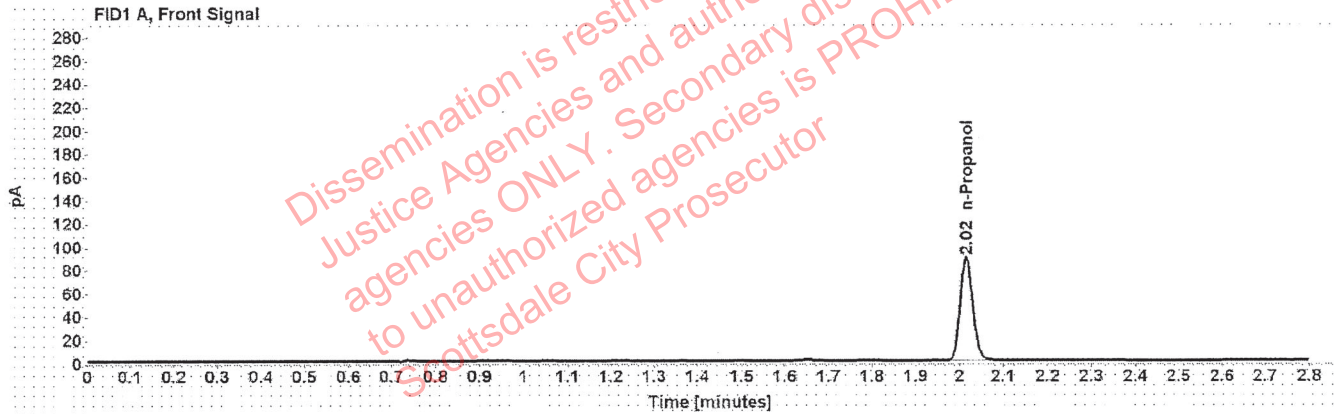 FID1 A, Front Signal
280
260
240
220
200
180
160
140
120
100
80
60
40
20
0
pA
2.02 n-Propanol
0 0.1 0.2 0.3 0.4 0.5 0.6 0.7 0.8 0.9 1 1.1 1.2 1.3 1.4 1.5 1.6 1.7 1.8 1.9 2 2.1 2.2 2.3 2.4 2.5 2.6 2.7 2.8
Time [minutes]
Dissemination is
Justice Agencies and
agencies ONLY. Secondary
to unauthorized agencies is
Scottsdale City Prosecutor